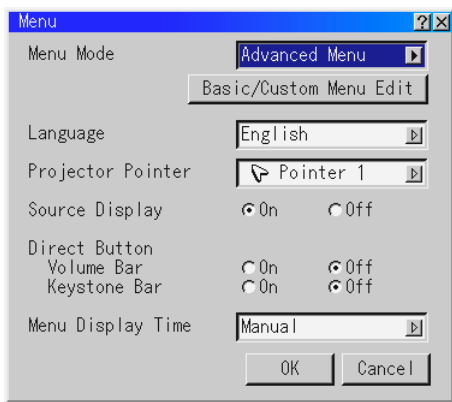 Menu
Menu Mode Advanced Menu
Basic/Custom Menu Edit
Language English
Projector Pointer Pointer 1
Source Display On Off
Direct Button
Volume Bar On Off
Keystone Bar On Off
Menu Display Time Manual
OK Cancel